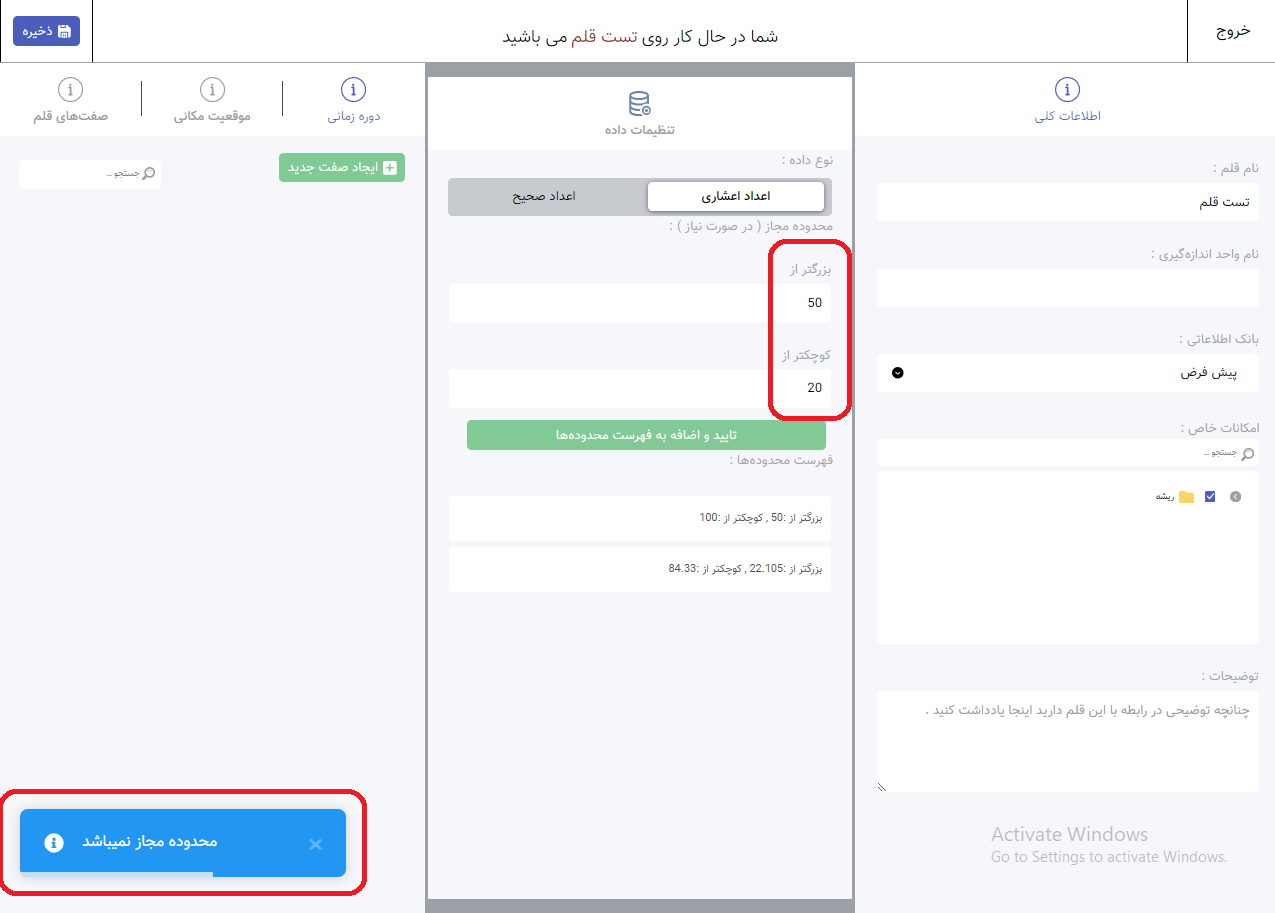 خروج
شما در حال کار روی تست قلم می باشید
ذخیره
اطلاعات کلی
نام قلم :
تست قلم
نام واحد اندازه‌گیری :
بانک اطلاعاتی :
پیش فرض
امکانات خاص :
جستجو ...
ریشه
توضیحات :
چنانچه توضیحی در رابطه با این قلم دارید اینجا یادداشت کنید .
Activate Windows
Go to Settings to activate Windows.
تنظیمات داده
نوع داده :
اعداد اعشاری
اعداد صحیح
محدوده مجاز ( در صورت نیاز ) :
بزرگتر از
50
کوچکتر از
20
تایید و اضافه به فهرست محدوده‌ها
فهرست محدوده‌ها :
بزرگتر از :50 , کوچکتر از :100
بزرگتر از :22.105 , کوچکتر از :84.33
دوره زمانی
موقعیت مکانی
صفت‌های قلم
ایجاد صفت جدید
جستجو ...
محدوده مجاز نمیباشد